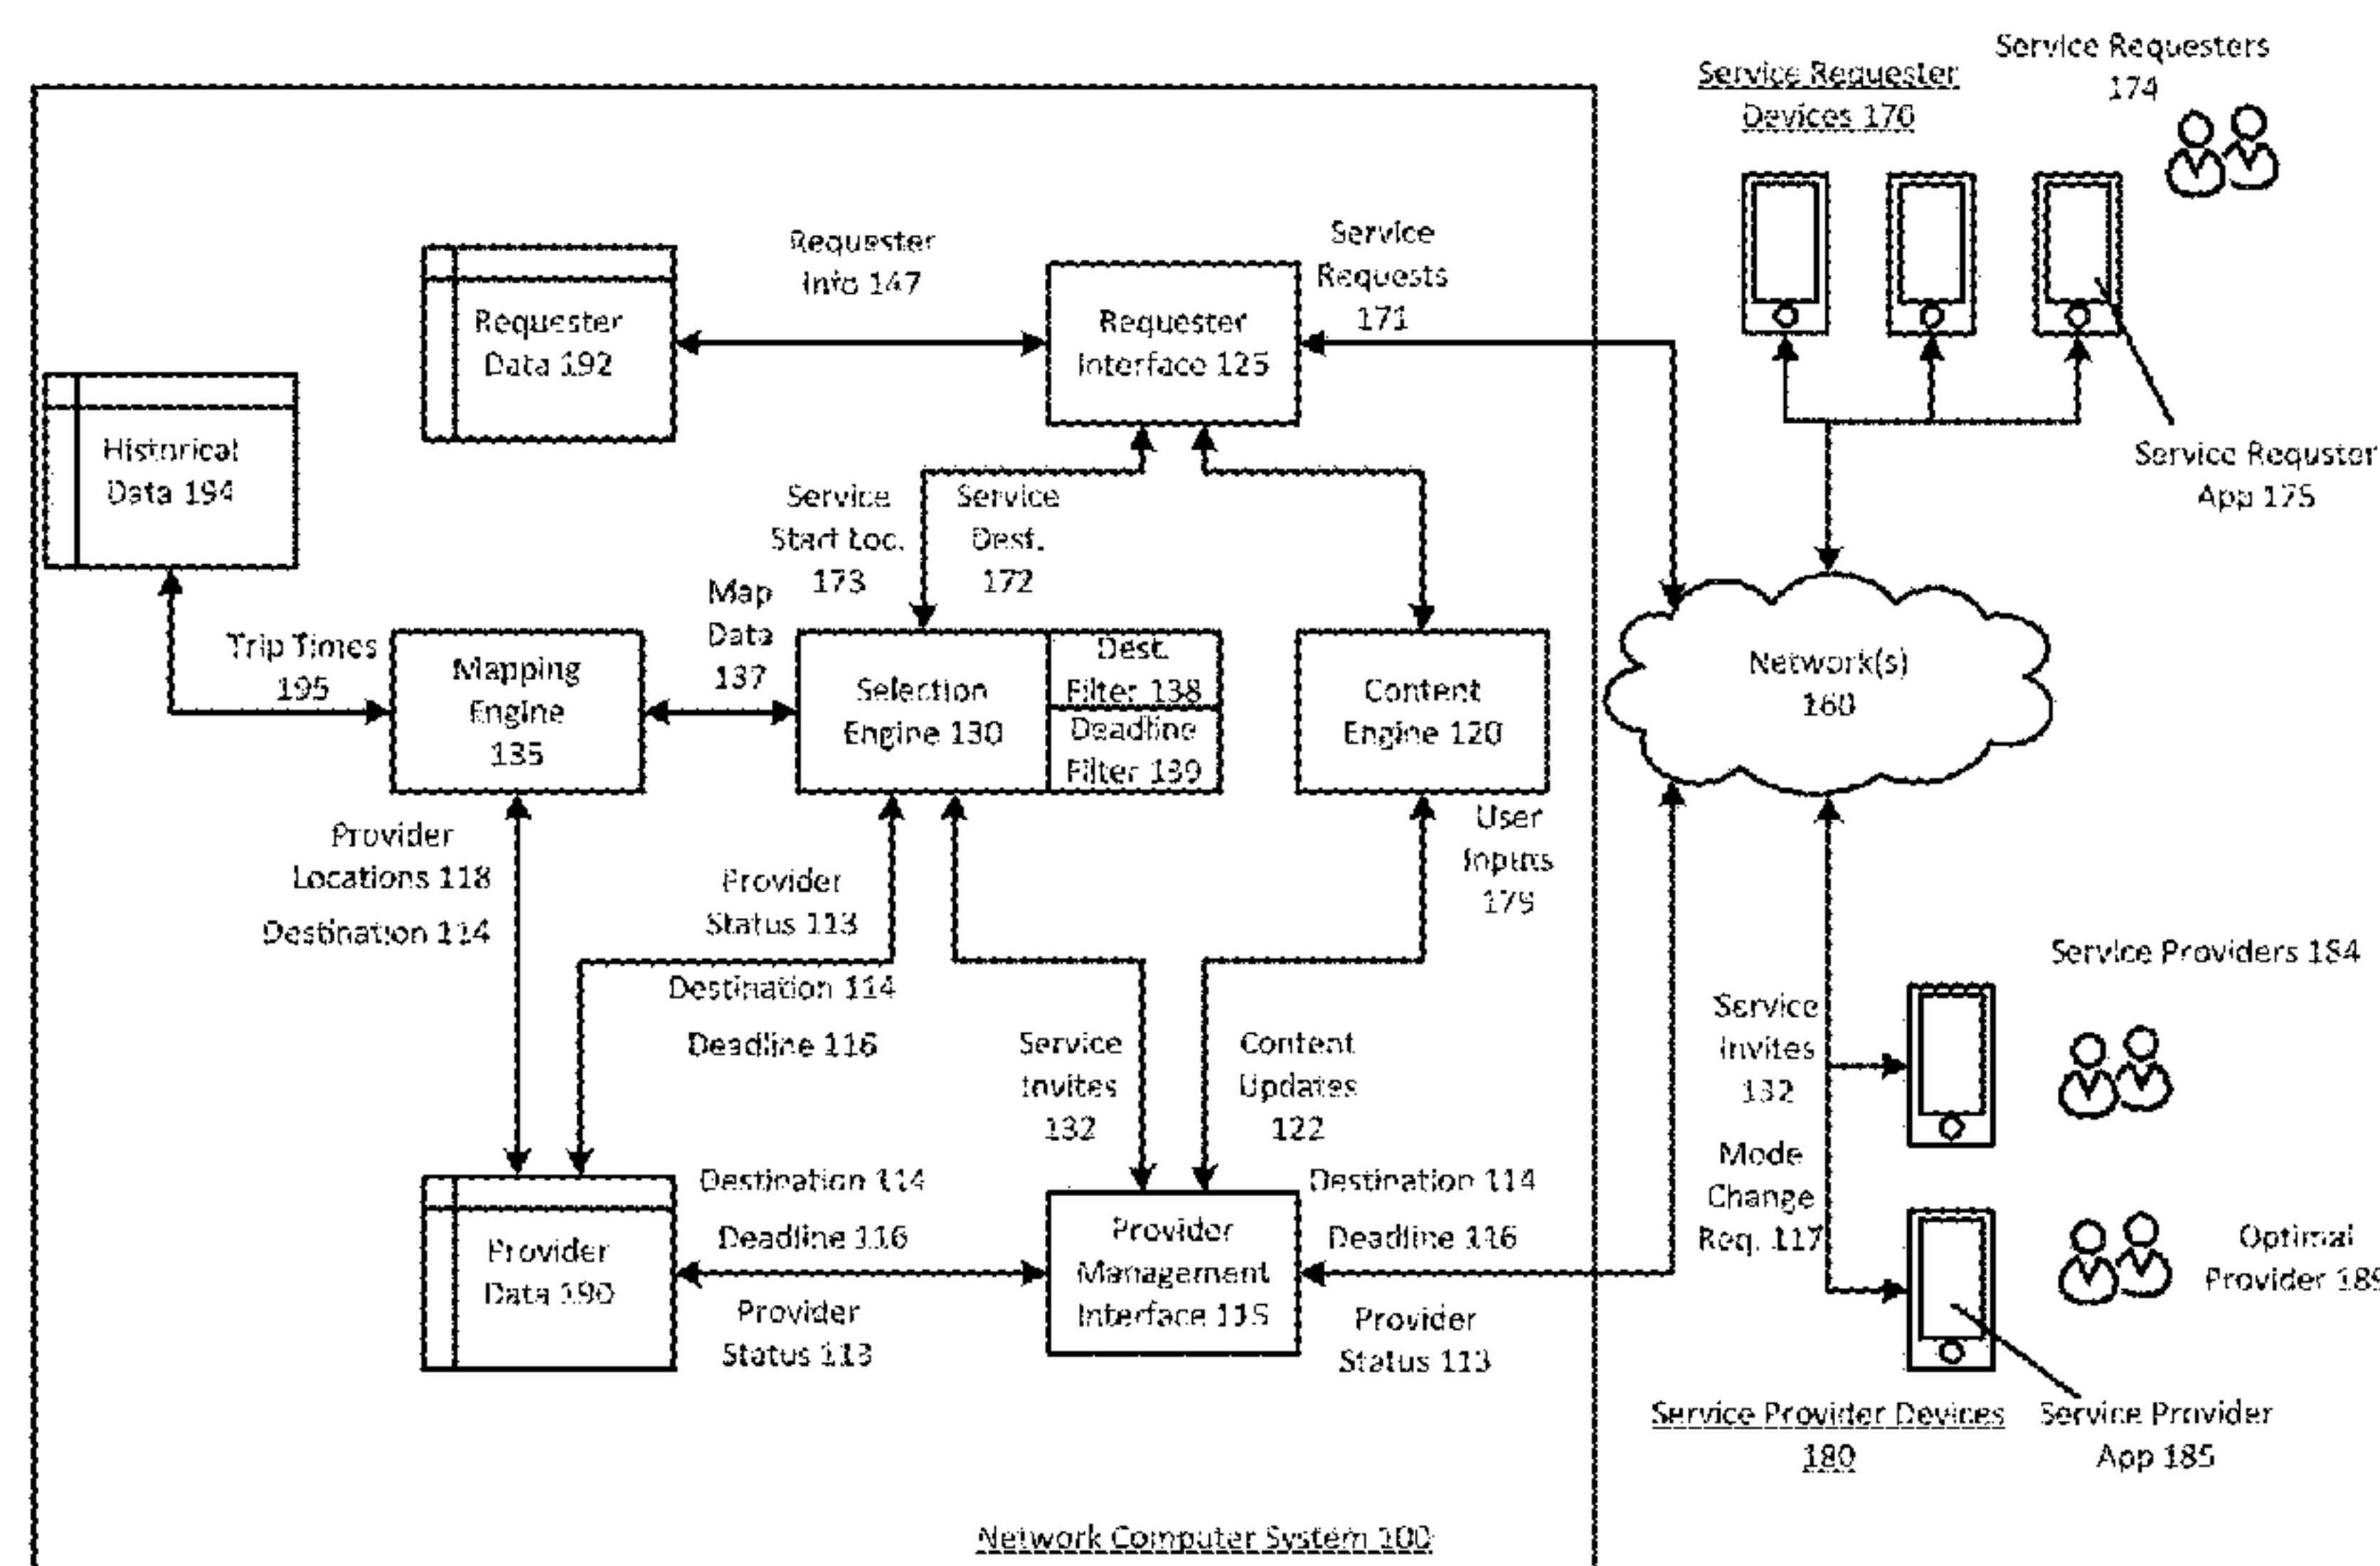 Service Requesters
174
Service Requester
Devices 170
Requester
Info 147
Service
Requests
171
Requester
Data 192
Requester
Interface 125
Historical
Data 194
Service Requstor
App 175
Service
Start Loc.
173
Service
Dest.
172
Map
Data
137
Trip Times
195
Mapping
Engine
135
Selection
Engine 130
Dest.
Filter 138
Deadline
Filter 139
Content
Engine 120
Network(s)
160
Provider
Locations 118
Destination 114
Provider
Status 113
Destination 114
Deadline 116
User
Inputs
179
Service
Invites
132
Content
Updates
122
Service Providers 184
Service
Invites
132
Mode
Change
Req. 117
Provider
Data 190
Destination 114
Deadline 116
Provider
Status 113
Provider
Management
Interface 115
Destination 114
Deadline 116
Provider
Status 113
Optimal
Provider 189
Service Provider Devices
180
Service Provider
App 185
Network Computer System 100